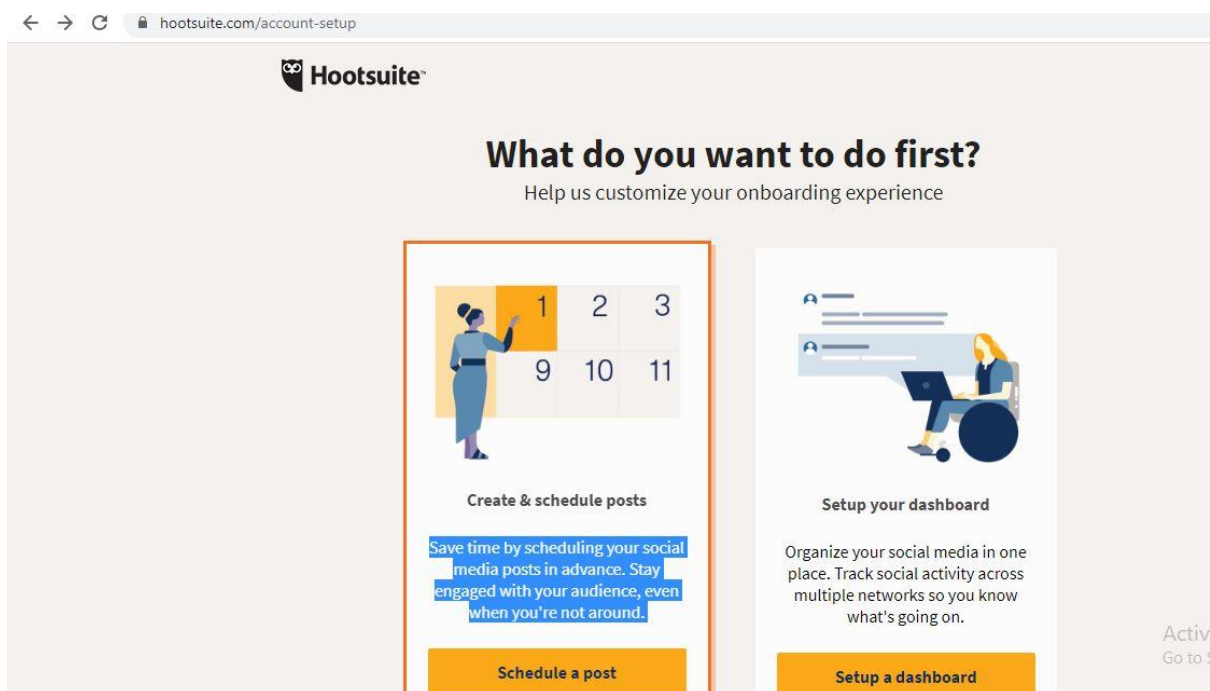 hootsuite.com/account-setup
Hootsuite™
What do you want to do first?
Help us customize your onboarding experience
1 2 3
9 10 11
Create & schedule posts
Save time by scheduling your social
media posts in advance. Stay
engaged with your audience, even
when you're not around.
Schedule a post
Setup your dashboard
Organize your social media in one
place. Track social activity across
multiple networks so you know
what's going on.
Setup a dashboard
Activ
Go to S